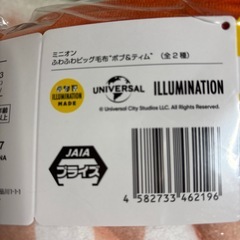 ミニオン
ふわふわビッグ毛布"ボブ&ティム" (全2種)
ILLUMINATION
MADE
UNIVERSAL
ILLUMINATION
© Universal City Studios LLC. All Rights Reserved.
JAIA
プライズ
4 582733 462196